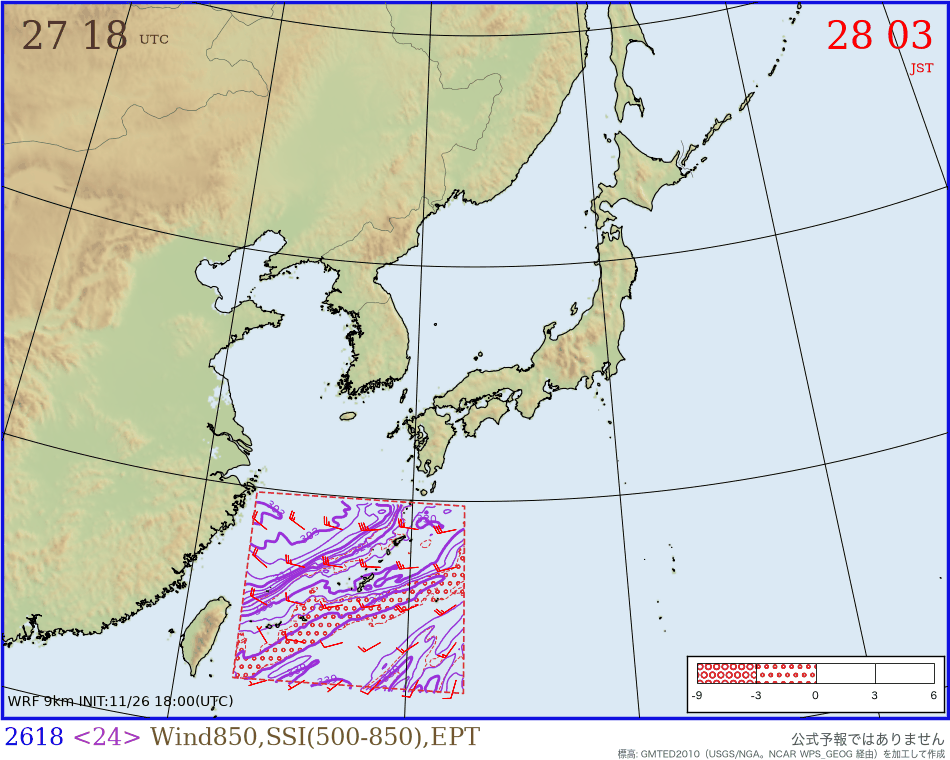 27 18 UTC
28 03
JST
WRF 9km INIT:11/26 18:00(UTC)
-9 -3 0 3 6
2618 <24> Wind850,SSI(500-850),EPT
公式予報ではありません
標高: GMTED2010（USGS/NGA。NCAR WPS_GEOG 経由）を加工して作成